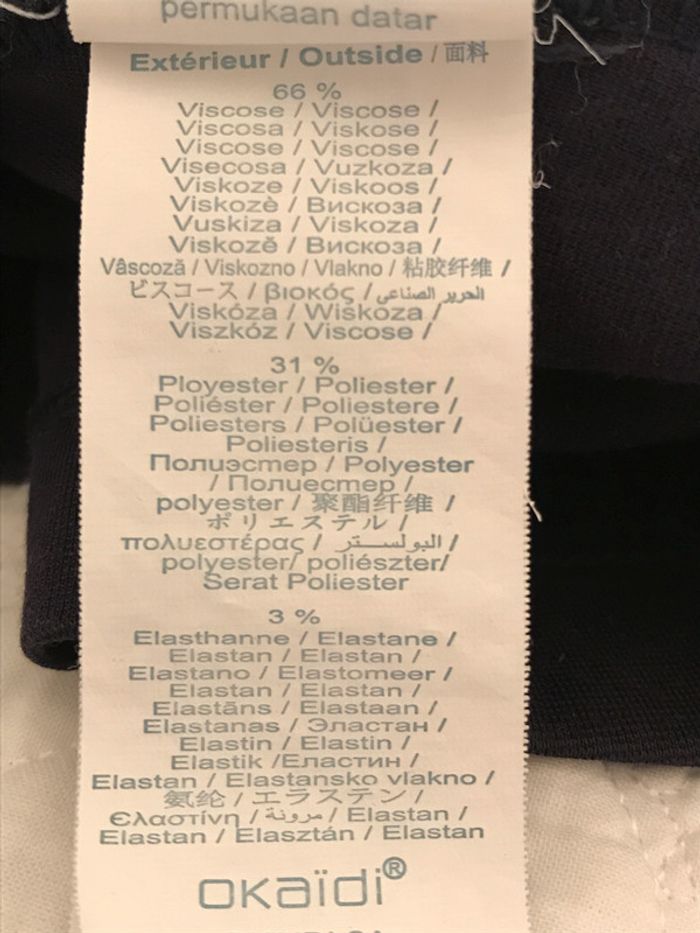 permukaan datar
Extérieur / Outside / 面料
66 %
Viscose / Viscose /
Viscosa / Viskose /
Viscose / Viscose /
Visecosa / Vuzkoza /
Viskoze / Viskoos /
Viskozè / Вискоза /
Vuskiza / Viskoza /
Viskozě / Вискоза /
Vâscoză / Viskozno / Vlakno / 粘胶纤维 /
ビスコース / βιοκός / الحرير الصناعى
Viskóza / Wiskoza /
Viszkóz / Viscose /
31 %
Ployester / Poliester /
Poliéster / Poliestere /
Poliesters / Polüester /
Poliesteris /
Полиэстер / Polyester
/ Полиестер /
polyester / 聚酯纤维 /
ポリエステル /
πολυεστέρας / البولستر /
polyester/ poliészter/
Serat Poliester
3 %
Elasthanne / Elastane /
Elastan / Elastan /
Elastano / Elastomeer /
Elastan / Elastan /
Elastāns / Elastaan /
Elastanas / Эластан /
Elastin / Elastin /
Elastik /Еластин /
Elastan / Elastansko vlakno /
氨纶 / エラステン /
Ελαστίνη / مرونة / Elastan /
Elastan / Elasztán / Elastan
okaïdi®